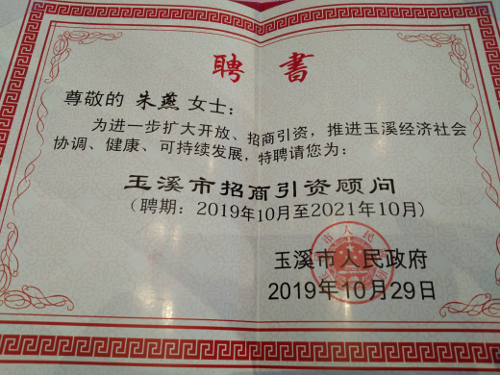 聘书
尊敬的 朱燕 女士：
为进一步扩大开放、招商引资，推进玉溪经济社会
协调、健康、可持续发展，特聘请您为：
玉溪市招商引资顾问
(聘期：2019年10月至2021年10月)
玉溪市人民政府
2019年10月29日